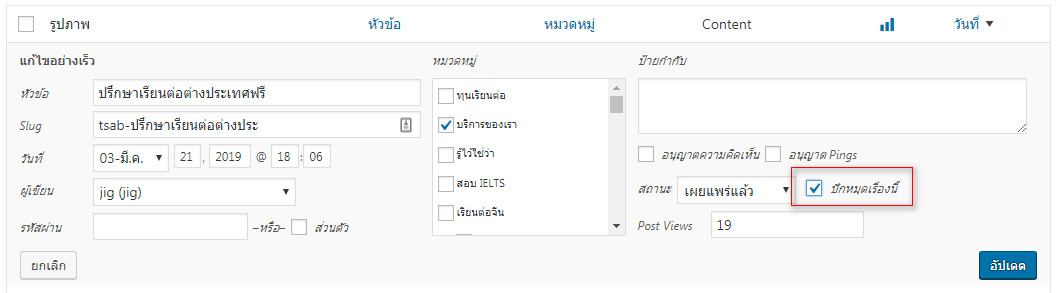 รูปภาพ หัวข้อ หมวดหมู่ Content วันที่
แก้ไขอย่างเร็ว หมวดหมู่ ป้ายกำกับ
หัวข้อ ปรึกษาเรียนต่อต่างประเทศฟรี
ทุนเรียนต่อ
Slug tsab-ปรึกษาเรียนต่อต่างประ
บริการของเรา
วันที่ 03-มี.ค. 21 , 2019 @ 18 : 06
รู้ไว้ใช่ว่า
อนุญาตความคิดเห็น อนุญาต Pings
ผู้เขียน jig (jig)
สอบ IELTS
สถานะ เผยแพร่แล้ว ปักหมุดเรื่องนี้
เรียนต่อจีน
รหัสผ่าน –หรือ– ส่วนตัว
Post Views 19
ยกเลิก อัปเดต